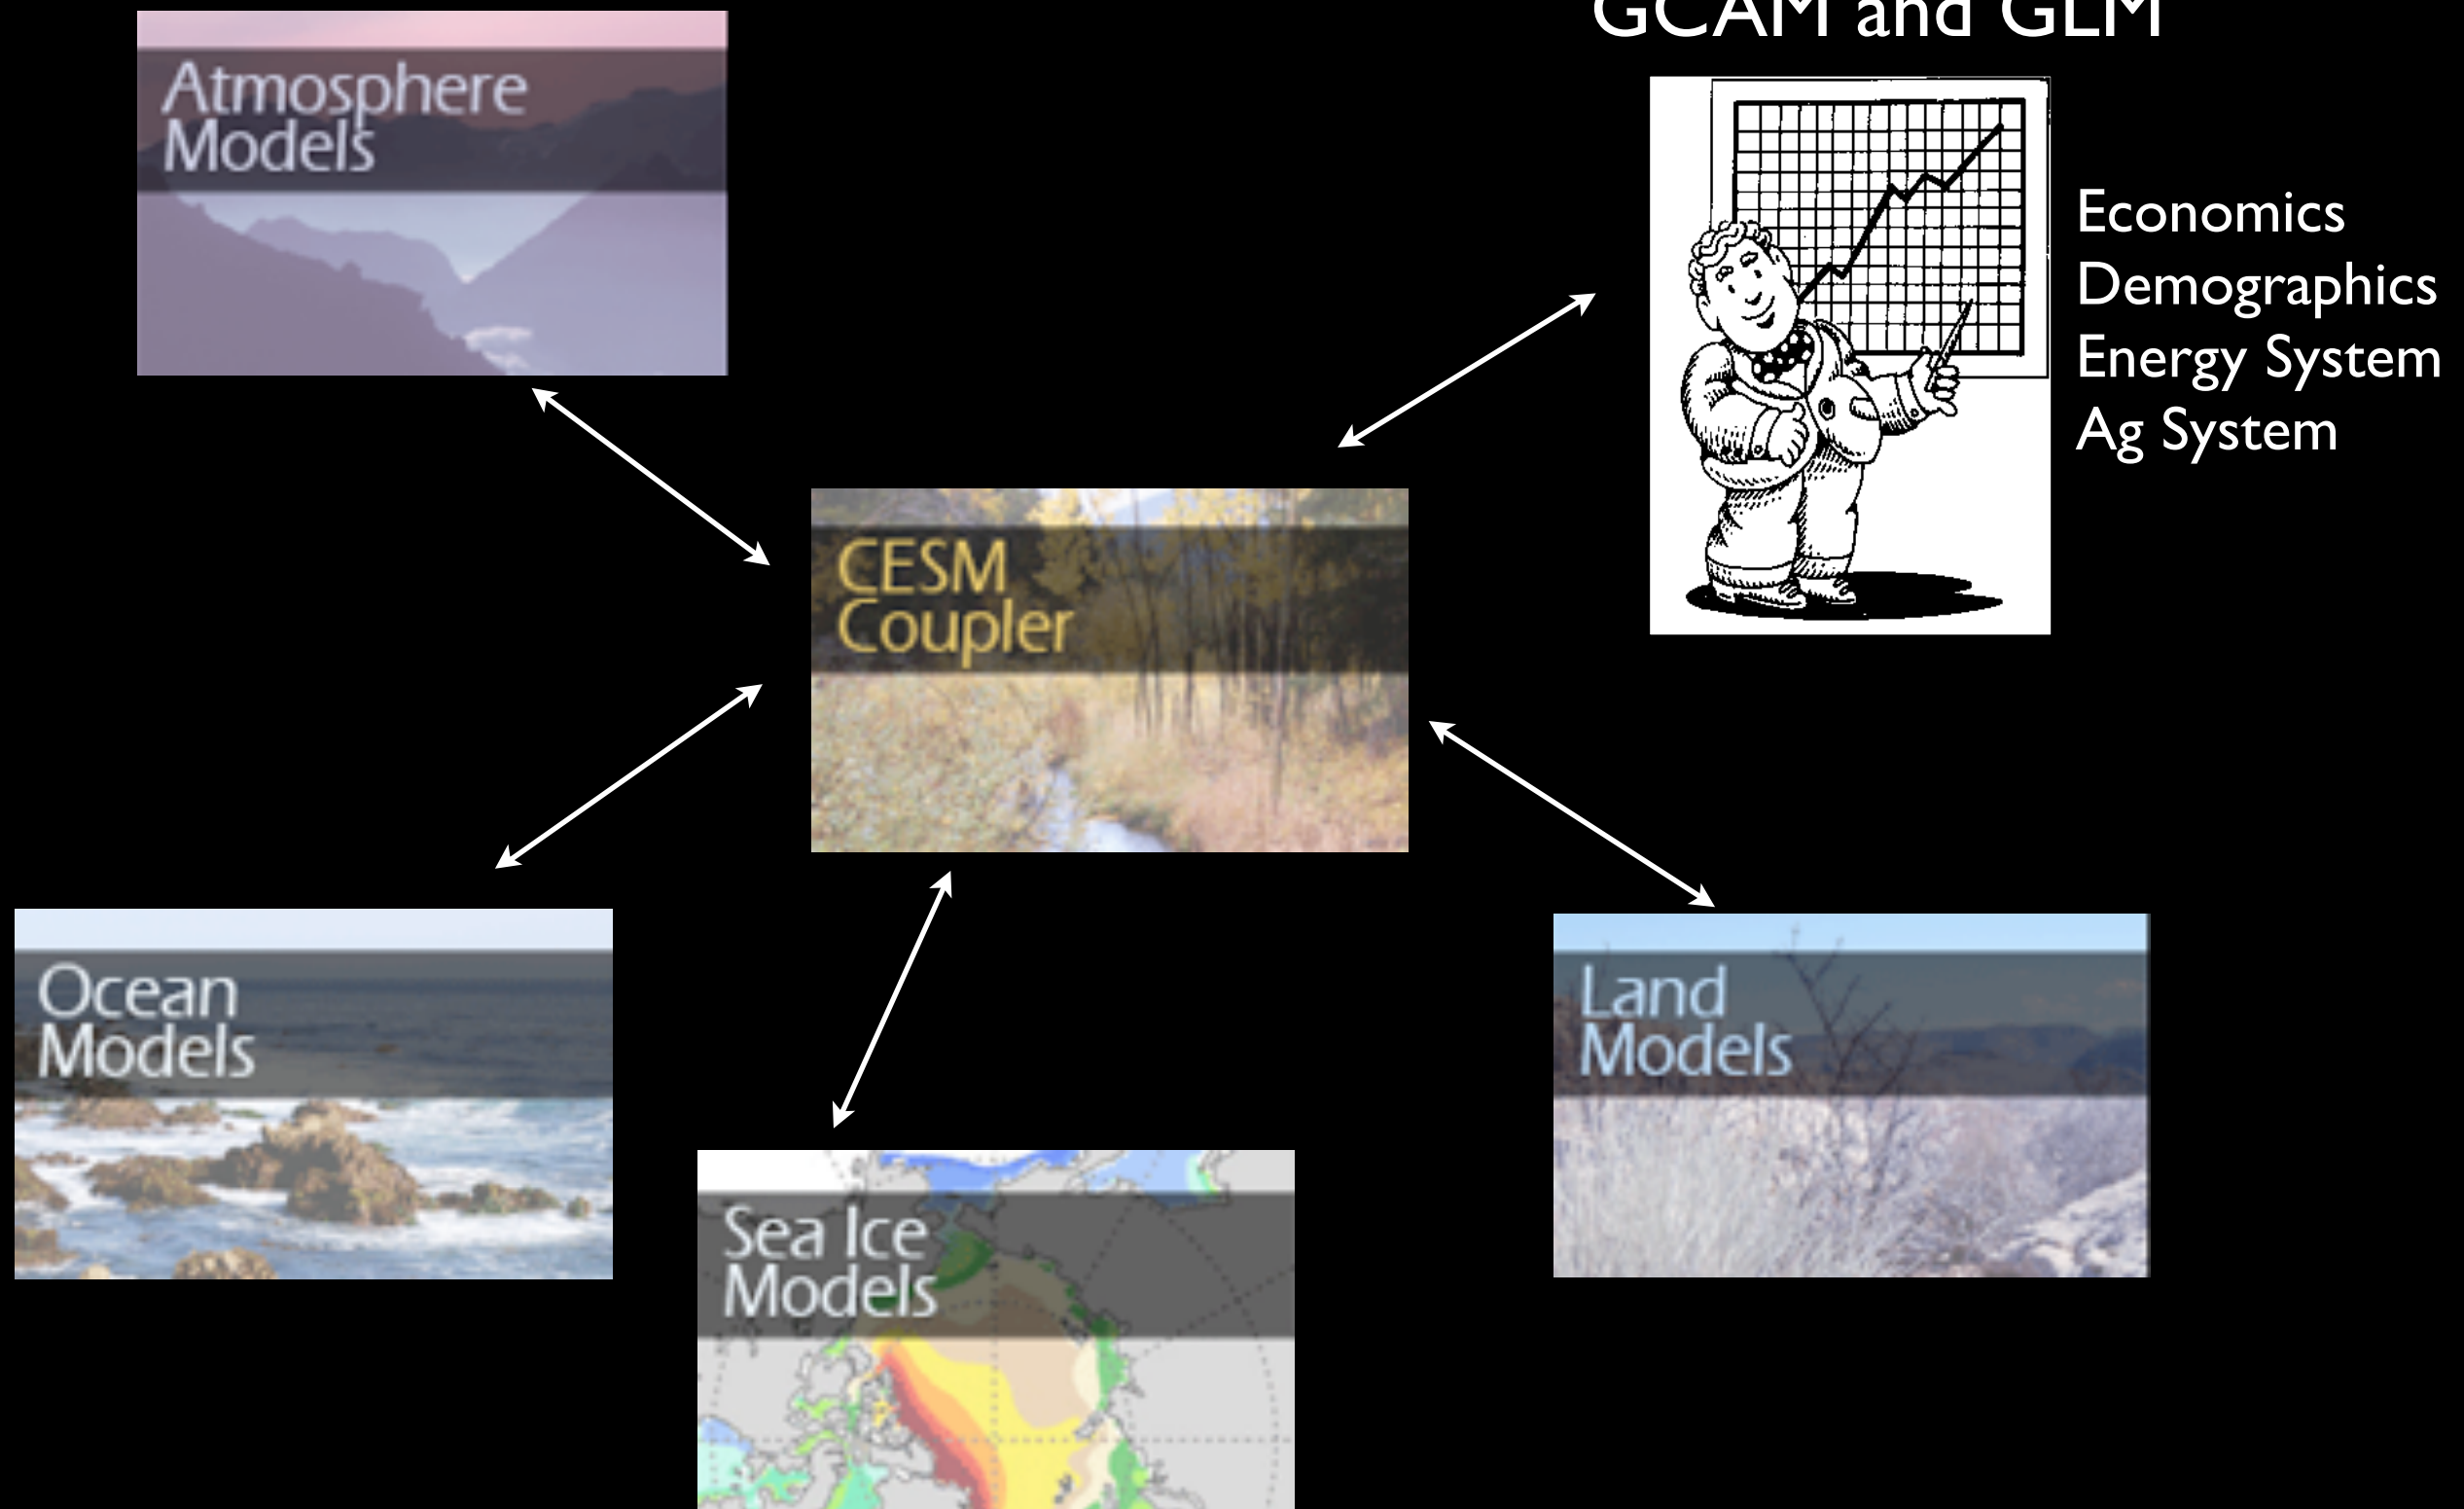 GCAM and GLM
Atmosphere
Models
Economics
Demographics
Energy System
Ag System
CESM
Coupler
Ocean
Models
Land
Models
Sea Ice
Models